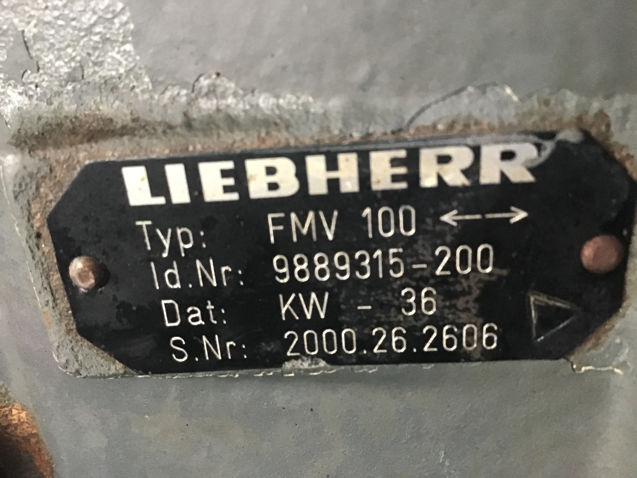 LIEBHERR
Typ: FMV 100 ⟷
Id.Nr: 9889315-200
Dat: KW - 36
S.Nr: 2000.26.2606